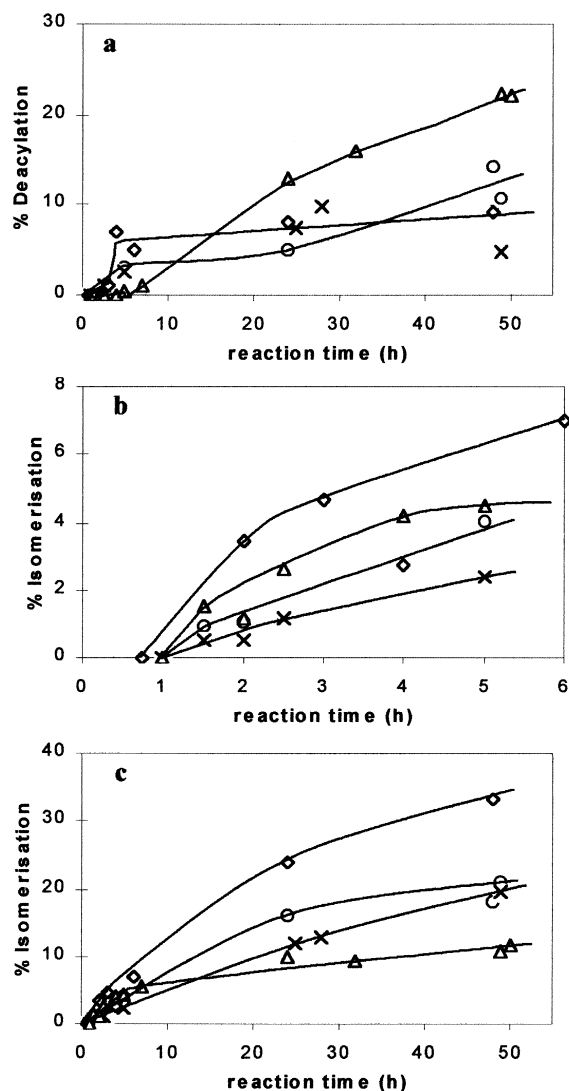 a
30
20
10
0
% Deacylation
0 10 20 30 40 50
reaction time (h)
b
8
6
4
2
0
% Isomerisation
0 1 2 3 4 5 6
reaction time (h)
c
40
30
20
10
0
% Isomerisation
0 10 20 30 40 50
reaction time (h)